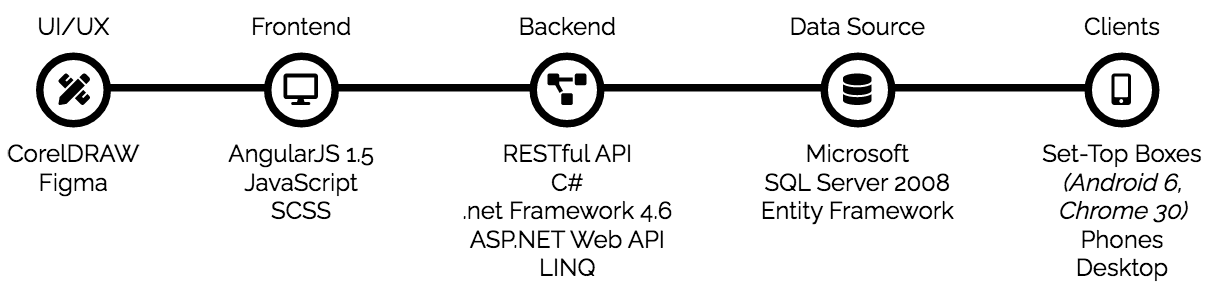 UI/UX
CorelDRAW
Figma
Frontend
AngularJS 1.5
JavaScript
SCSS
Backend
RESTful API
C#
.net Framework 4.6
ASP.NET Web API
LINQ
Data Source
Microsoft
SQL Server 2008
Entity Framework
Clients
Set-Top Boxes
(Android 6,
Chrome 30)
Phones
Desktop